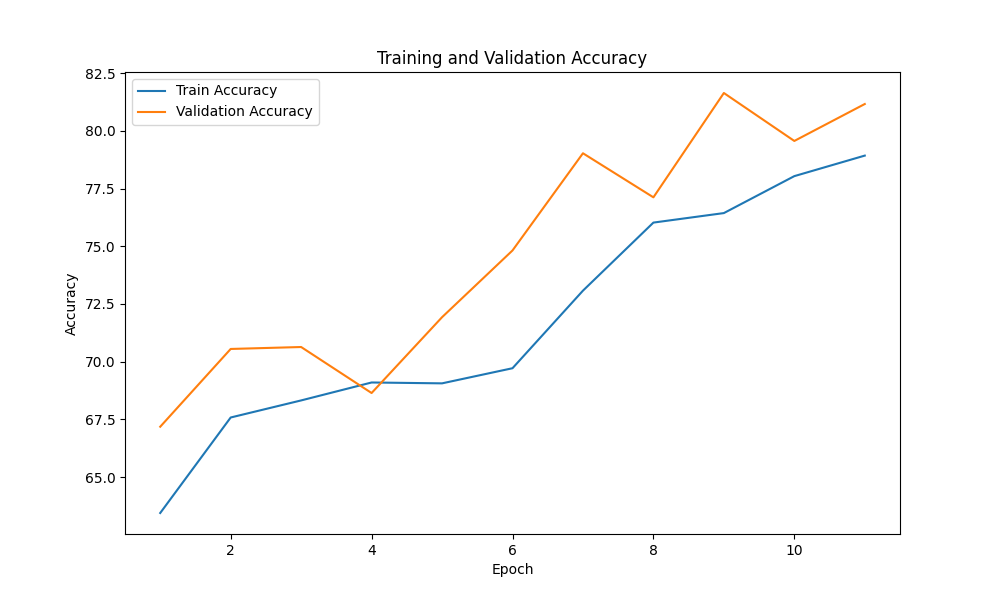 Training and Validation Accuracy
Train Accuracy
Validation Accuracy
82.5
80.0
77.5
75.0
72.5
70.0
67.5
65.0
Accuracy
2 4 6 8 10
Epoch